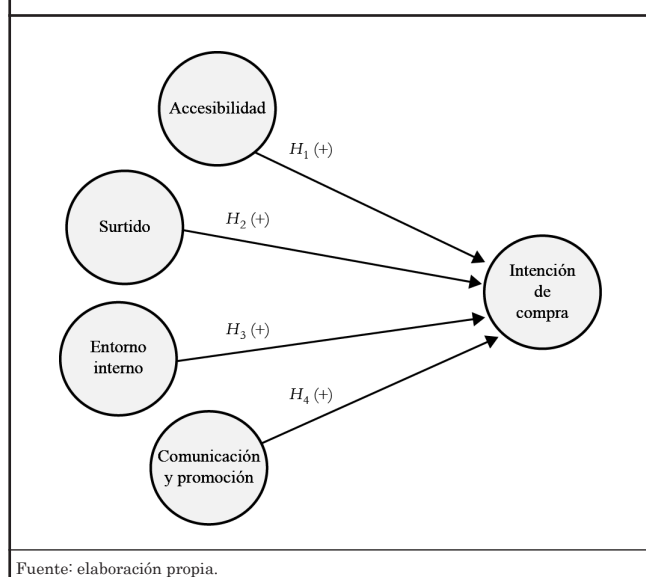 Accesibilidad
H1 (+)
Surtido
H2 (+)
Intención
de
compra
Entorno
interno
H3 (+)
H4 (+)
Comunicación
y promoción
Fuente: elaboración propia.